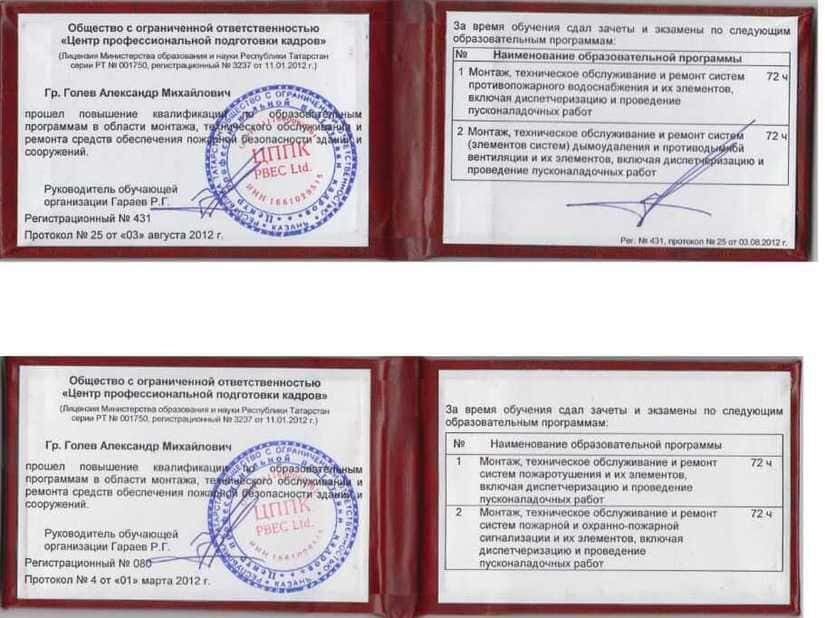 Общество с ограниченной ответственностью
«Центр профессиональной подготовки кадров»
(Лицензия Министерства образования и науки Республики Татарстан
серии РТ № 001750, регистрационный № 3237 от 11.01.2012 г.)
Гр. Голев Александр Михайлович
прошел повышение квалификации по образовательным
программам в области монтажа, технического обслуживания и
ремонта средств обеспечения пожарной безопасности зданий и
сооружений.
Руководитель обучающей
организации Гараев Р.Г.
Регистрационный № 431
Протокол № 25 от «03» августа 2012 г.
ЦППК
PBEC Ltd.
За время обучения сдал зачеты и экзамены по следующим
образовательным программам:
№ Наименование образовательной программы
1 Монтаж, техническое обслуживание и ремонт систем 72 ч
противопожарного водоснабжения и их элементов,
включая диспетчеризацию и проведение
пусконаладочных работ
2 Монтаж, техническое обслуживание и ремонт систем 72 ч
(элементов систем) дымоудаления и противодымной
вентиляции и их элементов, включая диспетчеризацию и
проведение пусконаладочных работ
Рег. № 431, протокол № 25 от 03.08.2012 г.
Общество с ограниченной ответственностью
«Центр профессиональной подготовки кадров»
(Лицензия Министерства образования и науки Республики Татарстан
серии РТ № 001750, регистрационный № 3237 от 11.01.2012 г.)
Гр. Голев Александр Михайлович
прошел повышение квалификации по образовательным
программам в области монтажа, технического обслуживания и
ремонта средств обеспечения пожарной безопасности зданий и
сооружений.
Руководитель обучающей
организации Гараев Р.Г.
Регистрационный № 080
Протокол № 4 от «01» марта 2012 г.
ЦППК
PBEC Ltd.
За время обучения сдал зачеты и экзамены по следующим
образовательным программам:
№ Наименование образовательной программы
1 Монтаж, техническое обслуживание и ремонт 72 ч
систем пожаротушения и их элементов,
включая диспетчеризацию и проведение
пусконаладочных работ
2 Монтаж, техническое обслуживание и ремонт 72 ч
систем пожарной и охранно-пожарной
сигнализации и их элементов, включая
диспетчеризацию и проведение
пусконаладочных работ